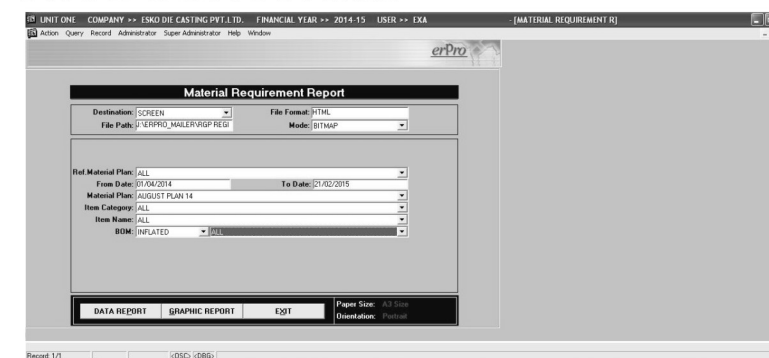 UNIT ONE COMPANY >> ESKO DIE CASTING PVT.LTD. FINANCIAL YEAR >> 2014-15 USER >> EXA - [MATERIAL REQUIREMENT R]
Action Query Record Administrator Super Administrator Help Window
erPro
Material Requirement Report
Destination: SCREEN File Format: HTML
File Path: J:\ERPRO_MAILER\RGP REGI Mode: BITMAP
Ref.Material Plan: ALL
From Date: 01/04/2014 To Date: 21/02/2015
Material Plan: AUGUST PLAN 14
Item Category: ALL
Item Name: ALL
BOM: INFLATED ALL
DATA REPORT GRAPHIC REPORT EXIT
Paper Size: A3 Size
Orientation: Portrait
Record: 1/1 <OSC> <DBG>